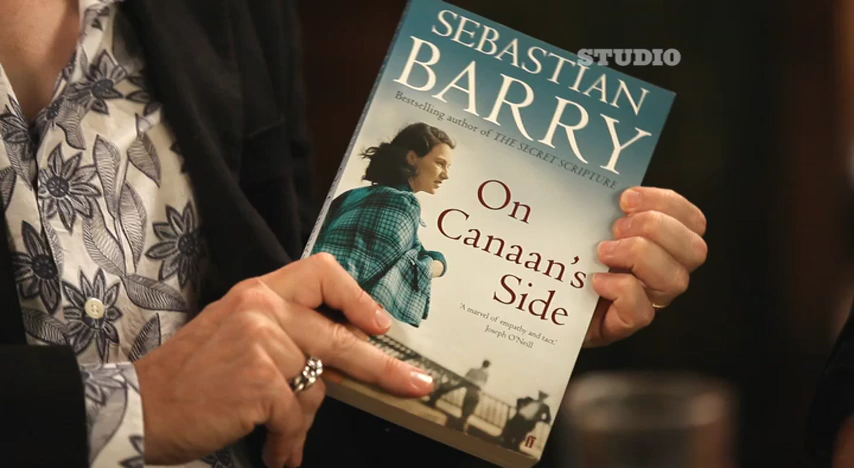 STUDIO
SEBASTIAN
BARRY
Bestselling author of THE SECRET SCRIPTURE
On
Canaan's
Side
'A marvel of empathy and tact.'
Joseph O'Neill
ff